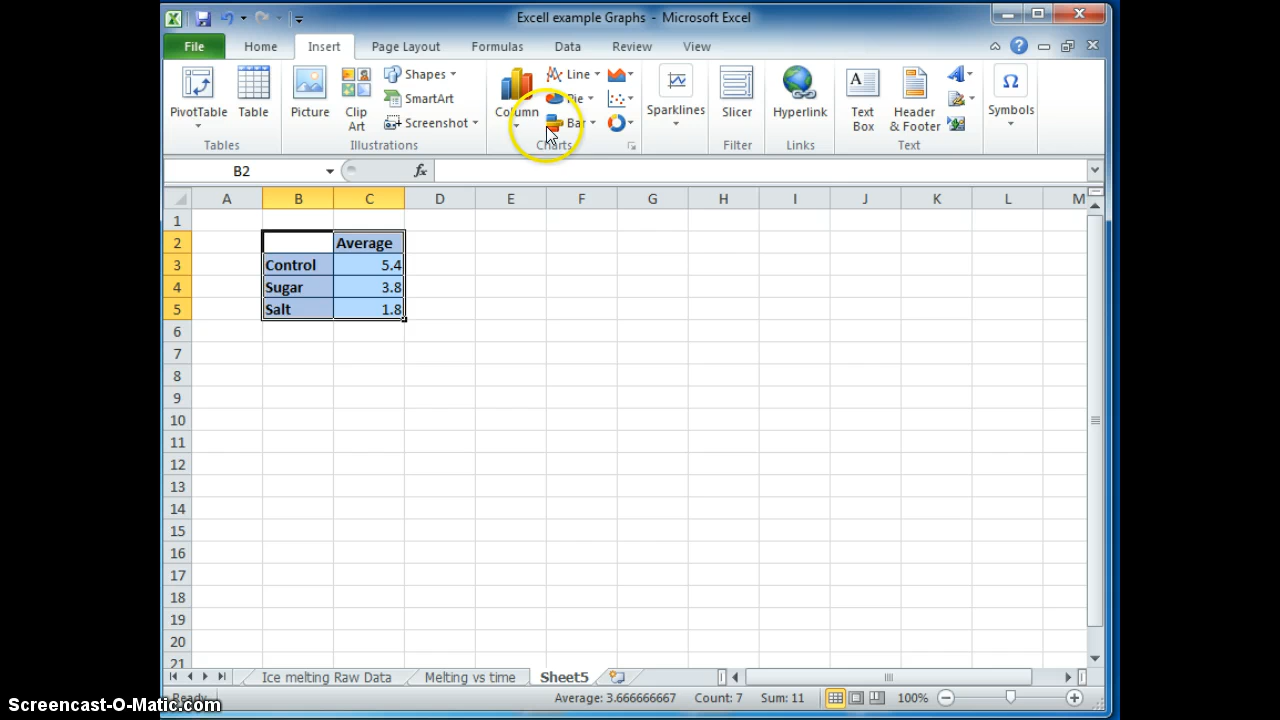 Excell example Graphs - Microsoft Excel
File Home Insert Page Layout Formulas Data Review View
PivotTable Table Picture Clip Art Shapes SmartArt Screenshot Column Line Pie Bar Sparklines Slicer Hyperlink Text Box Header & Footer Symbols
Tables Illustrations Charts Filter Links Text
B2 fx
A B C D E F G H I J K L M
1
2 Average
3 Control 5.4
4 Sugar 3.8
5 Salt 1.8
6
7
8
9
10
11
12
13
14
15
16
17
18
19
20
21
Ice melting Raw Data Melting vs time Sheet5
Ready Average: 3.666666667 Count: 7 Sum: 11 100%
Screencast-O-Matic.com